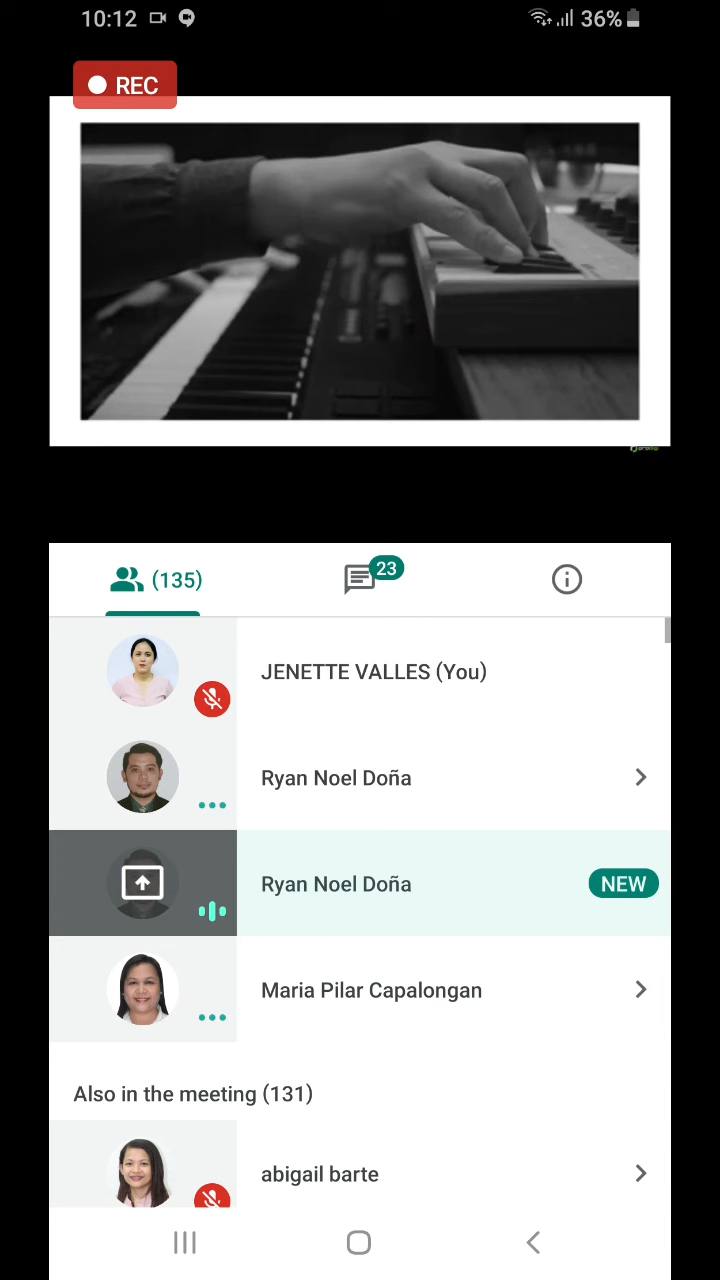 10:12
36%
REC
(135)
23
JENETTE VALLES (You)
Ryan Noel Doña
Ryan Noel Doña
NEW
Maria Pilar Capalongan
Also in the meeting (131)
abigail barte